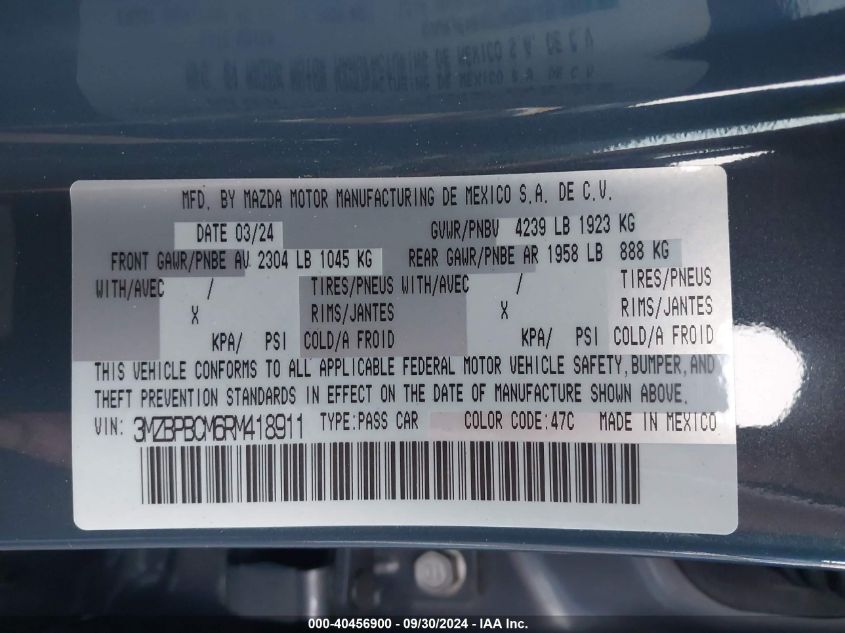 MFD. BY MAZDA MOTOR MANUFACTURING DE MEXICO S.A. DE C.V.
DATE 03/24 GVWR/PNBV 4239 LB 1923 KG
FRONT GAWR/PNBE AV 2304 LB 1045 KG REAR GAWR/PNBE AR 1958 LB 888 KG
WITH/AVEC / TIRES/PNEUS WITH/AVEC / TIRES/PNEUS
X RIMS/JANTES X RIMS/JANTES
KPA/ PSI COLD/A FROID KPA/ PSI COLD/A FROID
THIS VEHICLE CONFORMS TO ALL APPLICABLE FEDERAL MOTOR VEHICLE SAFETY, BUMPER, AND
THEFT PREVENTION STANDARDS IN EFFECT ON THE DATE OF MANUFACTURE SHOWN ABOVE.
VIN: 3MZBPBCM6RM418911 TYPE:PASS CAR COLOR CODE:47C MADE IN MEXICO
000-40456900 - 09/30/2024 - IAA Inc.